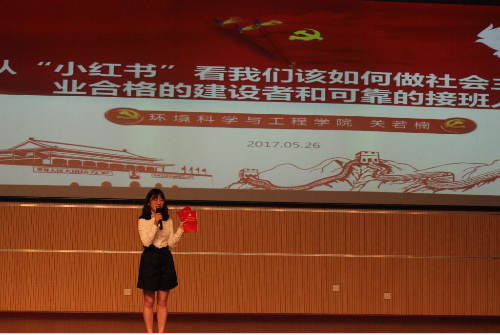 从 “小红书” 看我们该如何做社会主
业合格的建设者和可靠的接班人
环境科学与工程学院 关若楠
2017.05.26